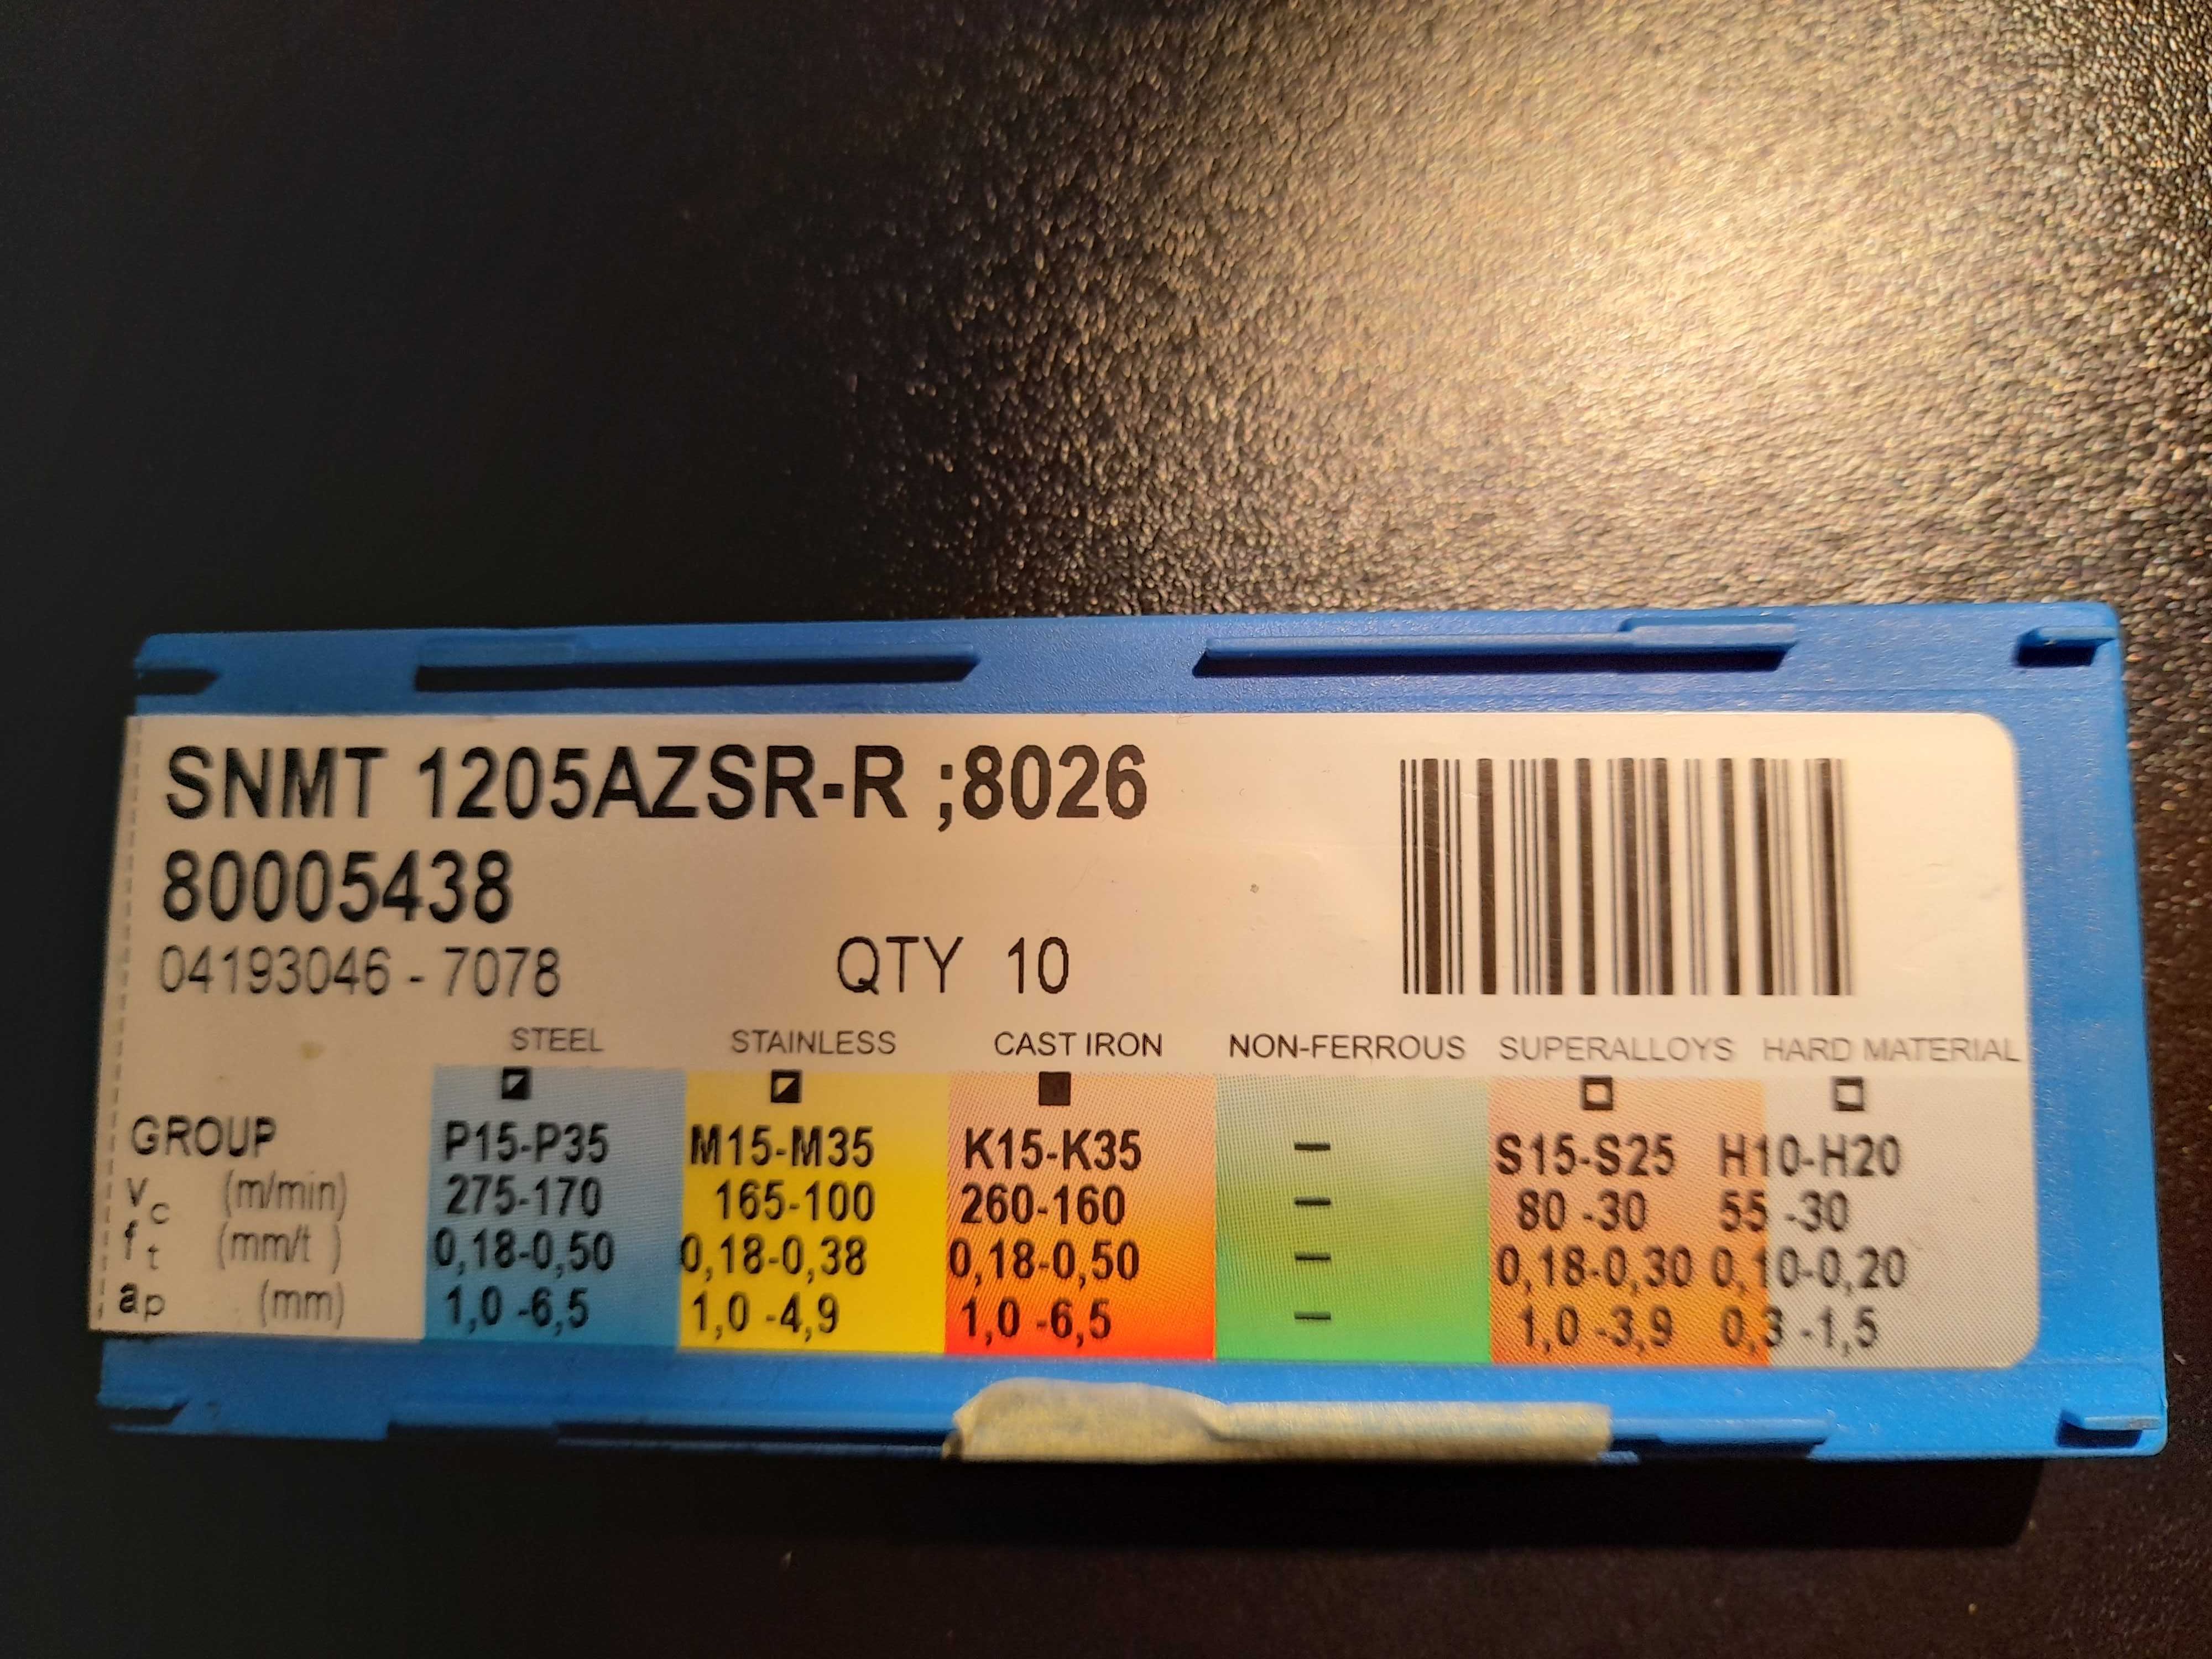 SNMT 1205AZSR-R ;8026
80005438
04193046 - 7078 QTY 10
STEEL STAINLESS CAST IRON NON-FERROUS SUPERALLOYS HARD MATERIAL
GROUP P15-P35 M15-M35 K15-K35 – S15-S25 H10-H20
vc (m/min) 275-170 165-100 260-160 – 80 -30 55 -30
ft (mm/t ) 0,18-0,50 0,18-0,38 0,18-0,50 – 0,18-0,30 0,10-0,20
ap (mm) 1,0 -6,5 1,0 -4,9 1,0 -6,5 – 1,0 -3,9 0,3 -1,5